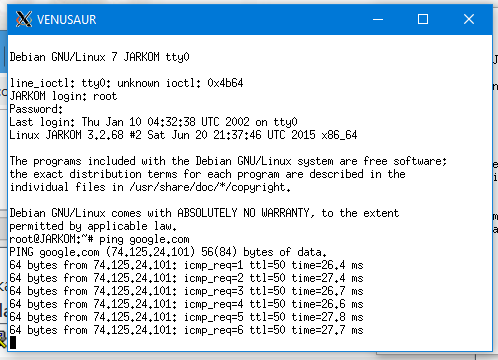 VENUSAUR
Debian GNU/Linux 7 JARKOM tty0
line_ioctl: tty0: unknown ioctl: 0x4b64
JARKOM login: root
Password:
Last login: Thu Jan 10 04:32:38 UTC 2002 on tty0
Linux JARKOM 3.2.68 #2 Sat Jun 20 21:37:46 UTC 2015 x86_64
The programs included with the Debian GNU/Linux system are free software;
the exact distribution terms for each program are described in the
individual files in /usr/share/doc/*/copyright.
Debian GNU/Linux comes with ABSOLUTELY NO WARRANTY, to the extent
permitted by applicable law.
root@JARKOM:~# ping google.com
PING google.com (74.125.24.101) 56(84) bytes of data.
64 bytes from 74.125.24.101: icmp_req=1 ttl=50 time=26.4 ms
64 bytes from 74.125.24.101: icmp_req=2 ttl=50 time=27.4 ms
64 bytes from 74.125.24.101: icmp_req=3 ttl=50 time=26.7 ms
64 bytes from 74.125.24.101: icmp_req=4 ttl=50 time=26.6 ms
64 bytes from 74.125.24.101: icmp_req=5 ttl=50 time=27.8 ms
64 bytes from 74.125.24.101: icmp_req=6 ttl=50 time=27.7 ms